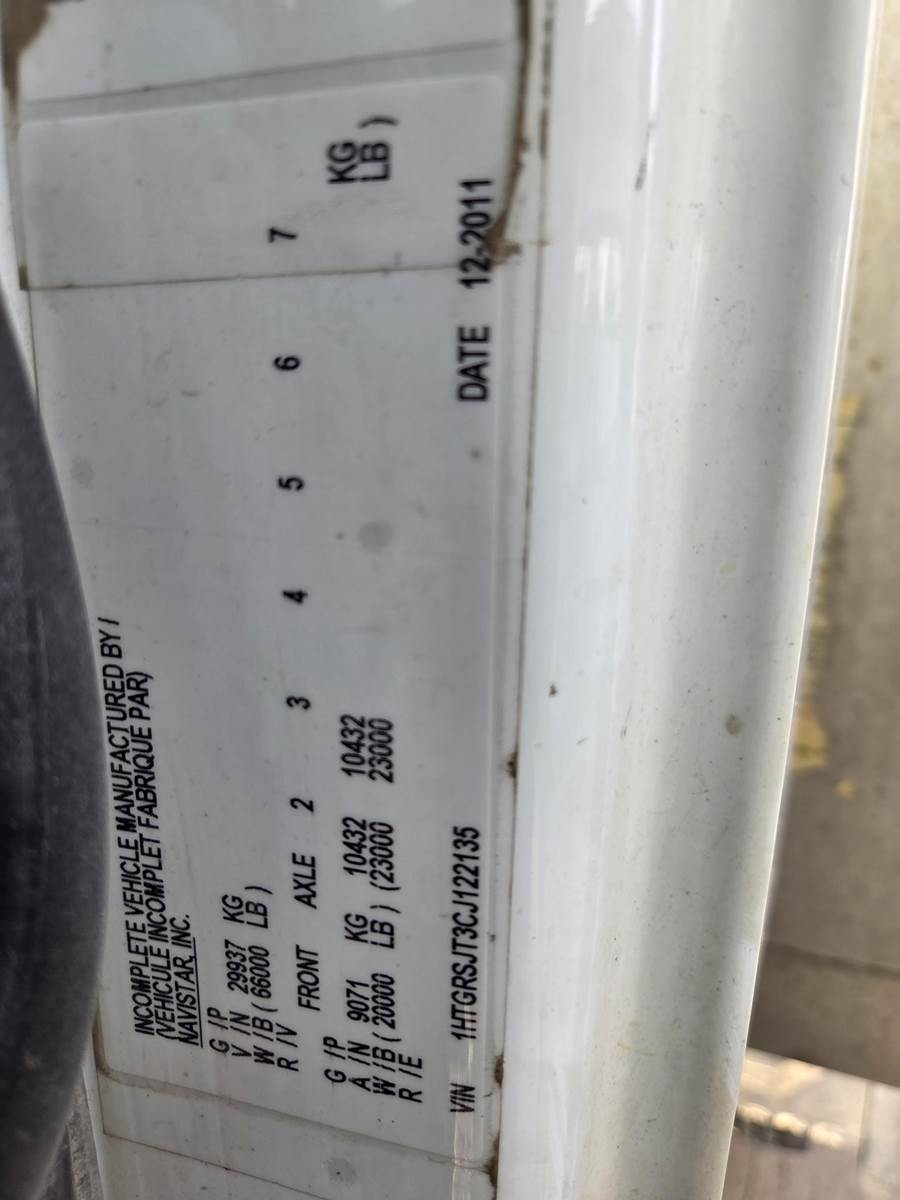 INCOMPLETE VEHICLE MANUFACTURED BY /
(VEHICULE INCOMPLET FABRIQUE PAR)
NAVISTAR, INC.
G /P
V /N 29937 KG
W /B ( 66000 LB )
R /V
FRONT AXLE 2 3 4 5 6 7
G /P
A /N 9071 KG 10432 10432 KG
W /B ( 20000 LB ) (23000 23000 LB )
R /E
VIN 1HTGRSJT3CJ122135 DATE 12-2011